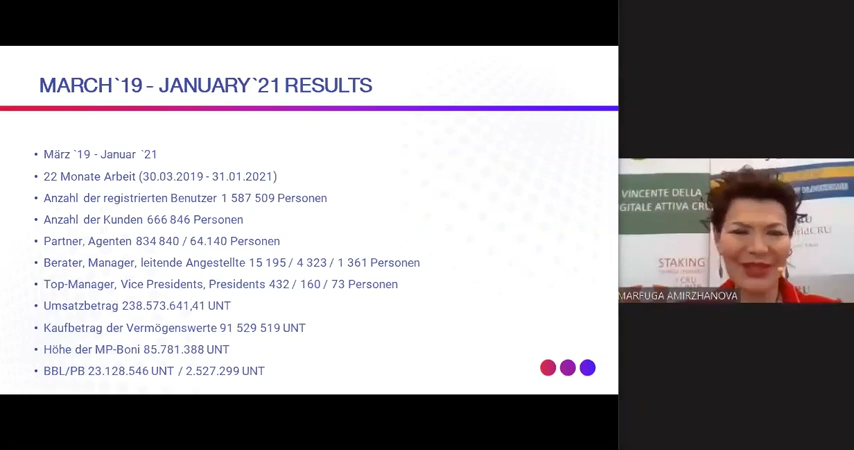 MARCH`19 - JANUARY`21 RESULTS
• März `19 - Januar `21
• 22 Monate Arbeit (30.03.2019 - 31.01.2021)
• Anzahl der registrierten Benutzer 1 587 509 Personen
• Anzahl der Kunden 666 846 Personen
• Partner, Agenten 834 840 / 64.140 Personen
• Berater, Manager, leitende Angestellte 15 195 / 4 323 / 1 361 Personen
• Top-Manager, Vice Presidents, Presidents 432 / 160 / 73 Personen
• Umsatzbetrag 238.573.641,41 UNT
• Kaufbetrag der Vermögenswerte 91 529 519 UNT
• Höhe der MP-Boni 85.781.388 UNT
• BBL/PB 23.128.546 UNT / 2.527.299 UNT
VINCENTE DELLA
GITALE ATTIVA CRU
STAKING
CRU
MARFUGA AMIRZHANOVA